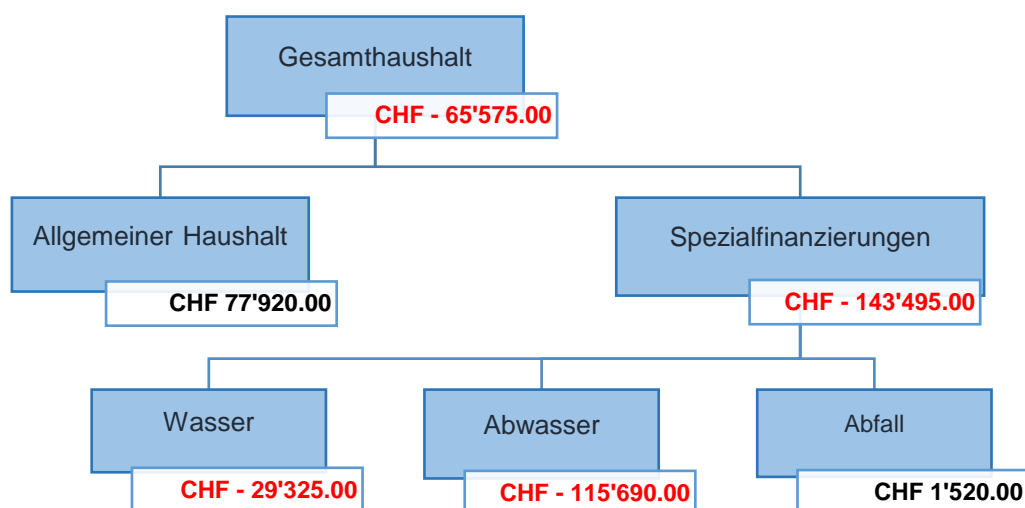 Gesamthaushalt
CHF - 65'575.00
Allgemeiner Haushalt
CHF 77'920.00
Spezialfinanzierungen
CHF - 143'495.00
Wasser
CHF - 29'325.00
Abwasser
CHF - 115'690.00
Abfall
CHF 1'520.00